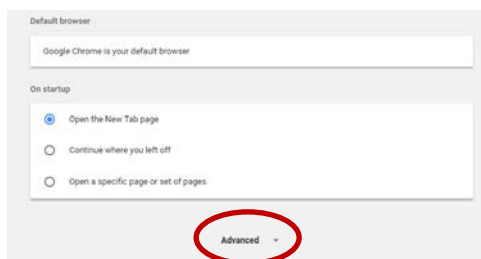 Default browser
Google Chrome is your default browser
On startup
Open the New Tab page
Continue where you left off
Open a specific page or set of pages
Advanced